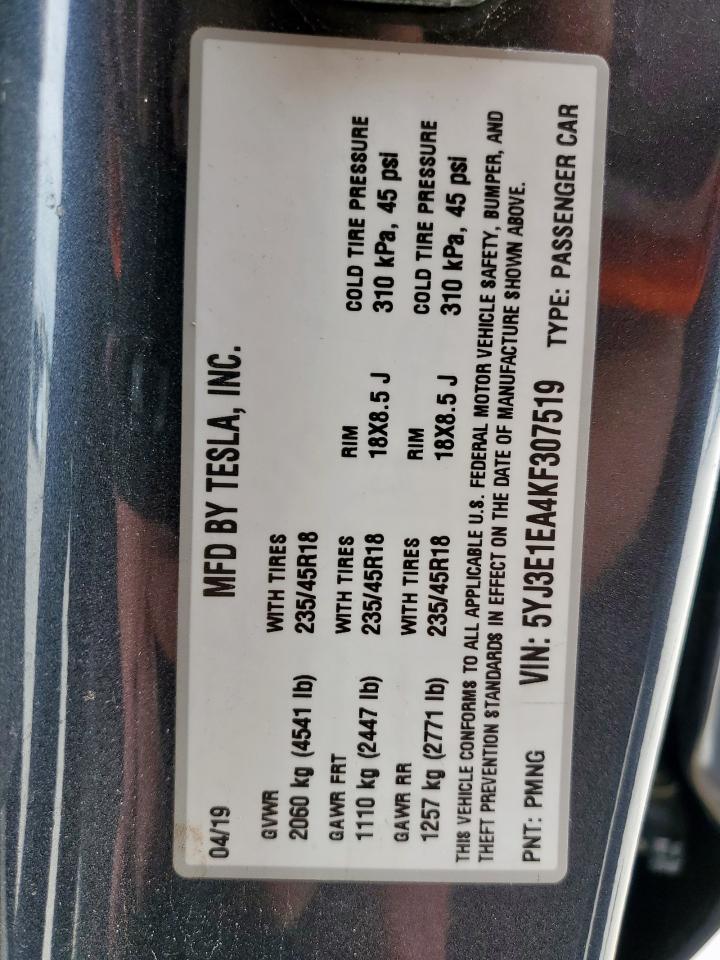 MFD BY TESLA, INC.
04/19
GVWR WITH TIRES
2060 kg (4541 lb) 235/45R18
GAWR FRT WITH TIRES RIM COLD TIRE PRESSURE
1110 kg (2447 lb) 235/45R18 18X8.5 J 310 kPa, 45 psi
GAWR RR WITH TIRES RIM COLD TIRE PRESSURE
1257 kg (2771 lb) 235/45R18 18X8.5 J 310 kPa, 45 psi
THIS VEHICLE CONFORMS TO ALL APPLICABLE U.S. FEDERAL MOTOR VEHICLE SAFETY, BUMPER, AND
THEFT PREVENTION STANDARDS IN EFFECT ON THE DATE OF MANUFACTURE SHOWN ABOVE.
PNT: PMNG VIN: 5YJ3E1EA4KF307519 TYPE: PASSENGER CAR